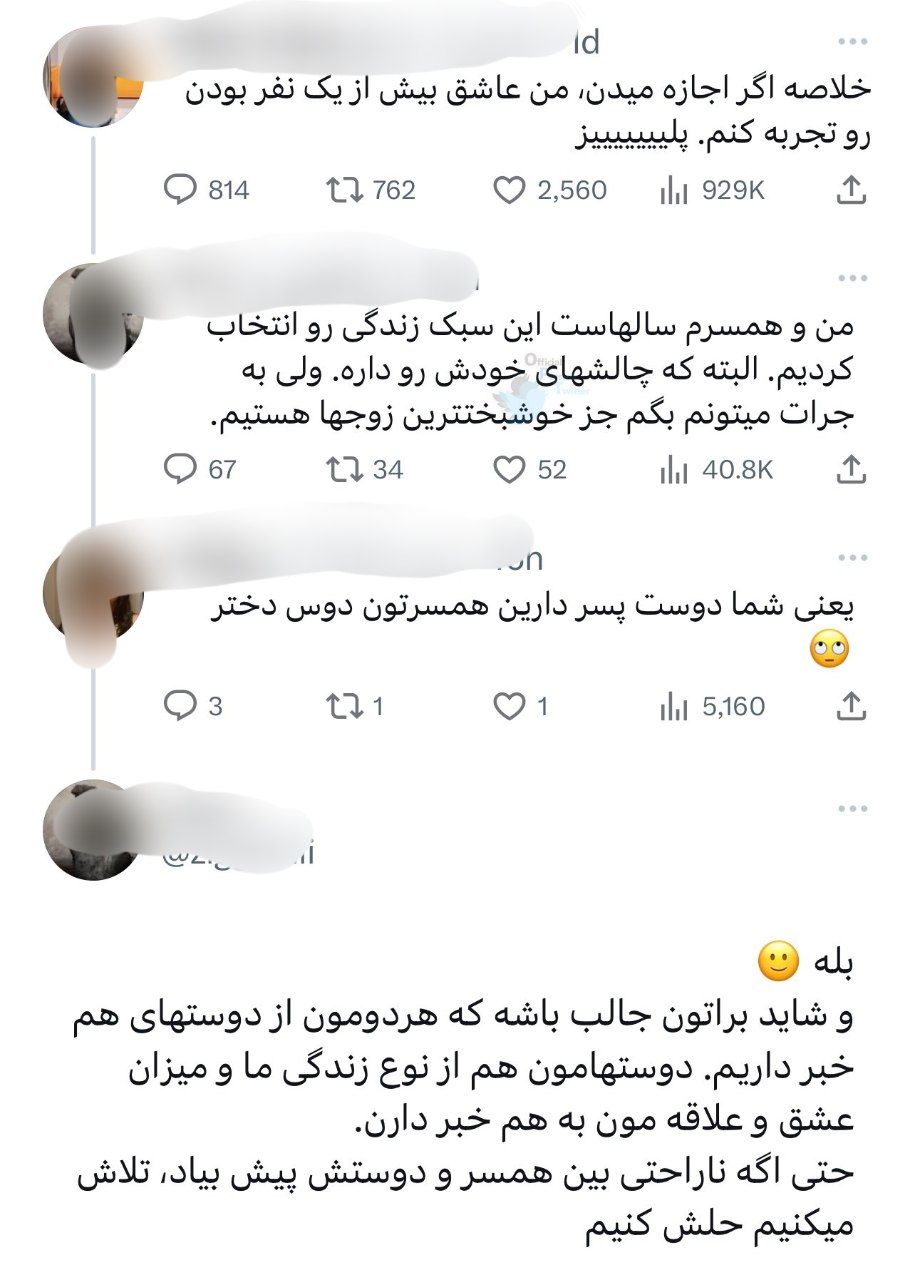 خلاصه اگر اجازه میدن، من عاشق بیش از یک نفر بودن
رو تجربه کنم. پلیییییییییز
814 762 2,560 929K
من و همسرم سالهاست این سبک زندگی رو انتخاب
کردیم. البته که چالشهای خودش رو داره. ولی به
جرات میتونم بگم جز خوشبختترین زوجها هستیم.
67 34 52 40.8K
یعنی شما دوست پسر دارین همسرتون دوس دختر
🙄
3 1 1 5,160
بله 🙂
و شاید براتون جالب باشه که هردومون از دوستهای هم
خبر داریم. دوستهامون هم از نوع زندگی ما و میزان
عشق و علاقه مون به هم خبر دارن.
حتی اگه ناراحتی بین همسر و دوستش پیش بیاد، تلاش
میکنیم حلش کنیم